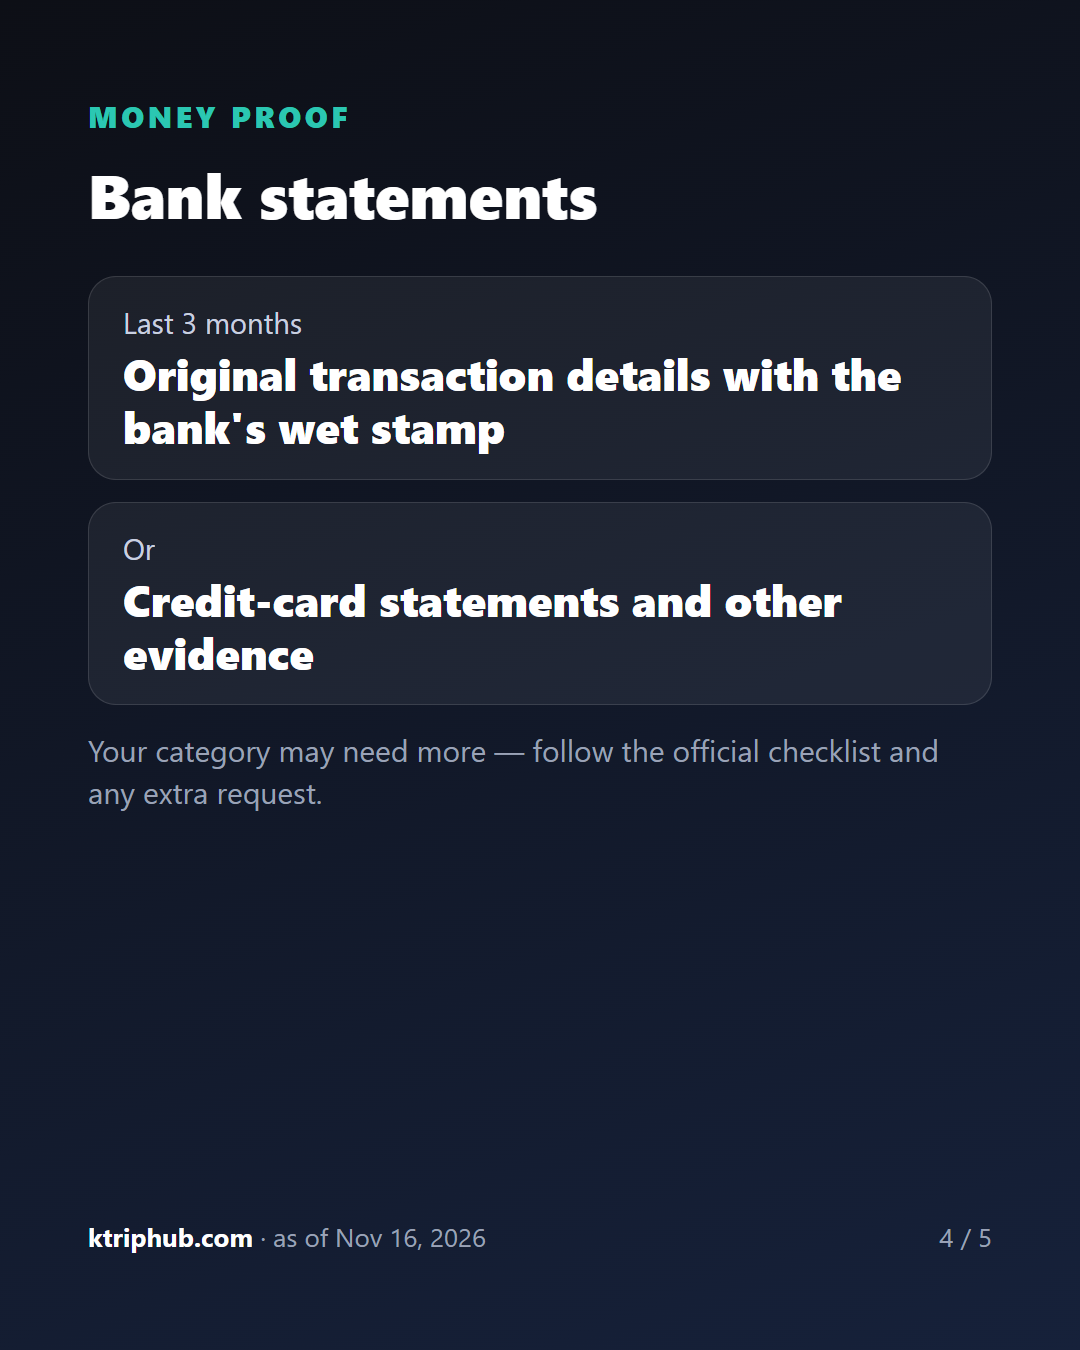 MONEY PROOF
Bank statements
Last 3 months
Original transaction details with the
bank's wet stamp
Or
Credit-card statements and other
evidence
Your category may need more — follow the official checklist and
any extra request.
ktriphub.com · as of Nov 16, 2026
4 / 5